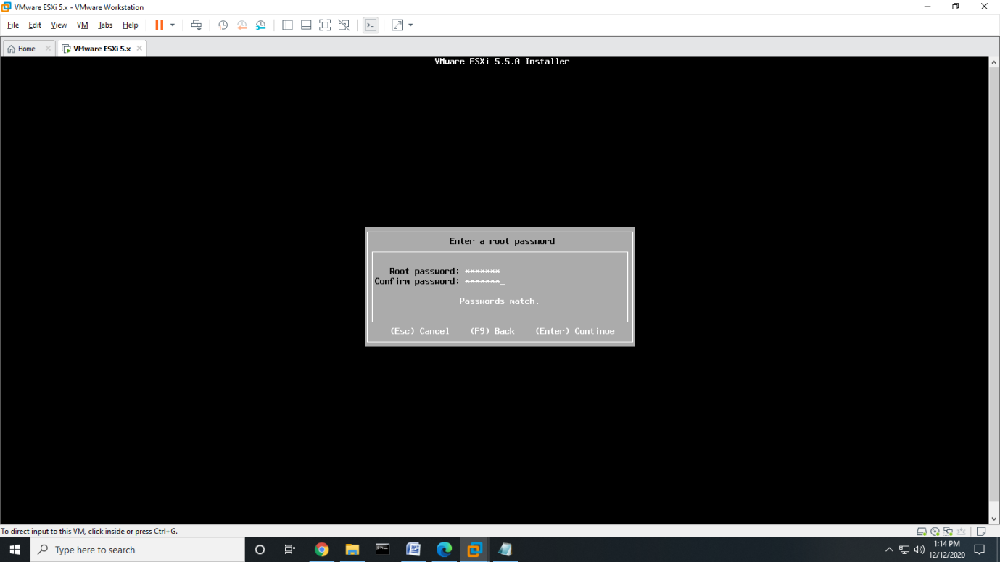 VMware ESXi 5.x - VMware Workstation
File Edit View VM Tabs Help
Home VMware ESXi 5.x
VMware ESXi 5.5.0 Installer
Enter a root password
Root password: *******
Confirm password: *******_
Passwords match.
(Esc) Cancel (F9) Back (Enter) Continue
To direct input to this VM, click inside or press Ctrl+G.
Type here to search
1:14 PM
12/12/2020